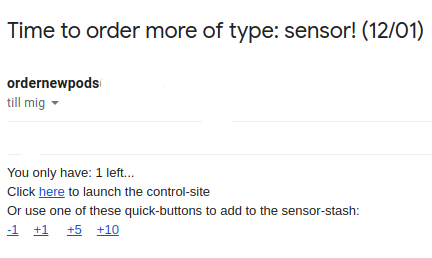 Time to order more of type: sensor! (12/01)
ordernewpods
till mig
You only have: 1 left...
Click here to launch the control-site
Or use one of these quick-buttons to add to the sensor-stash:
-1 +1 +5 +10